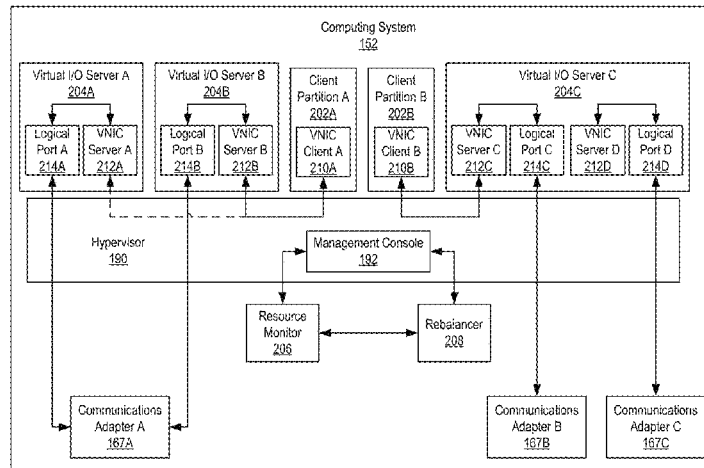 Computing System
152
Virtual I/O Server A
204A
Logical
Port A
214A
VNIC
Server A
212A
Virtual I/O Server B
204B
Logical
Port B
214B
VNIC
Server B
212B
Client
Partition A
202A
VNIC
Client A
210A
Client
Partition B
202B
VNIC
Client B
210B
Virtual I/O Server C
204C
VNIC
Server C
212C
Logical
Port C
214C
VNIC
Server D
212D
Logical
Port D
214D
Hypervisor
190
Management Console
192
Resource
Monitor
206
Rebalancer
208
Communications
Adapter A
167A
Communications
Adapter B
167B
Communications
Adapter C
167C